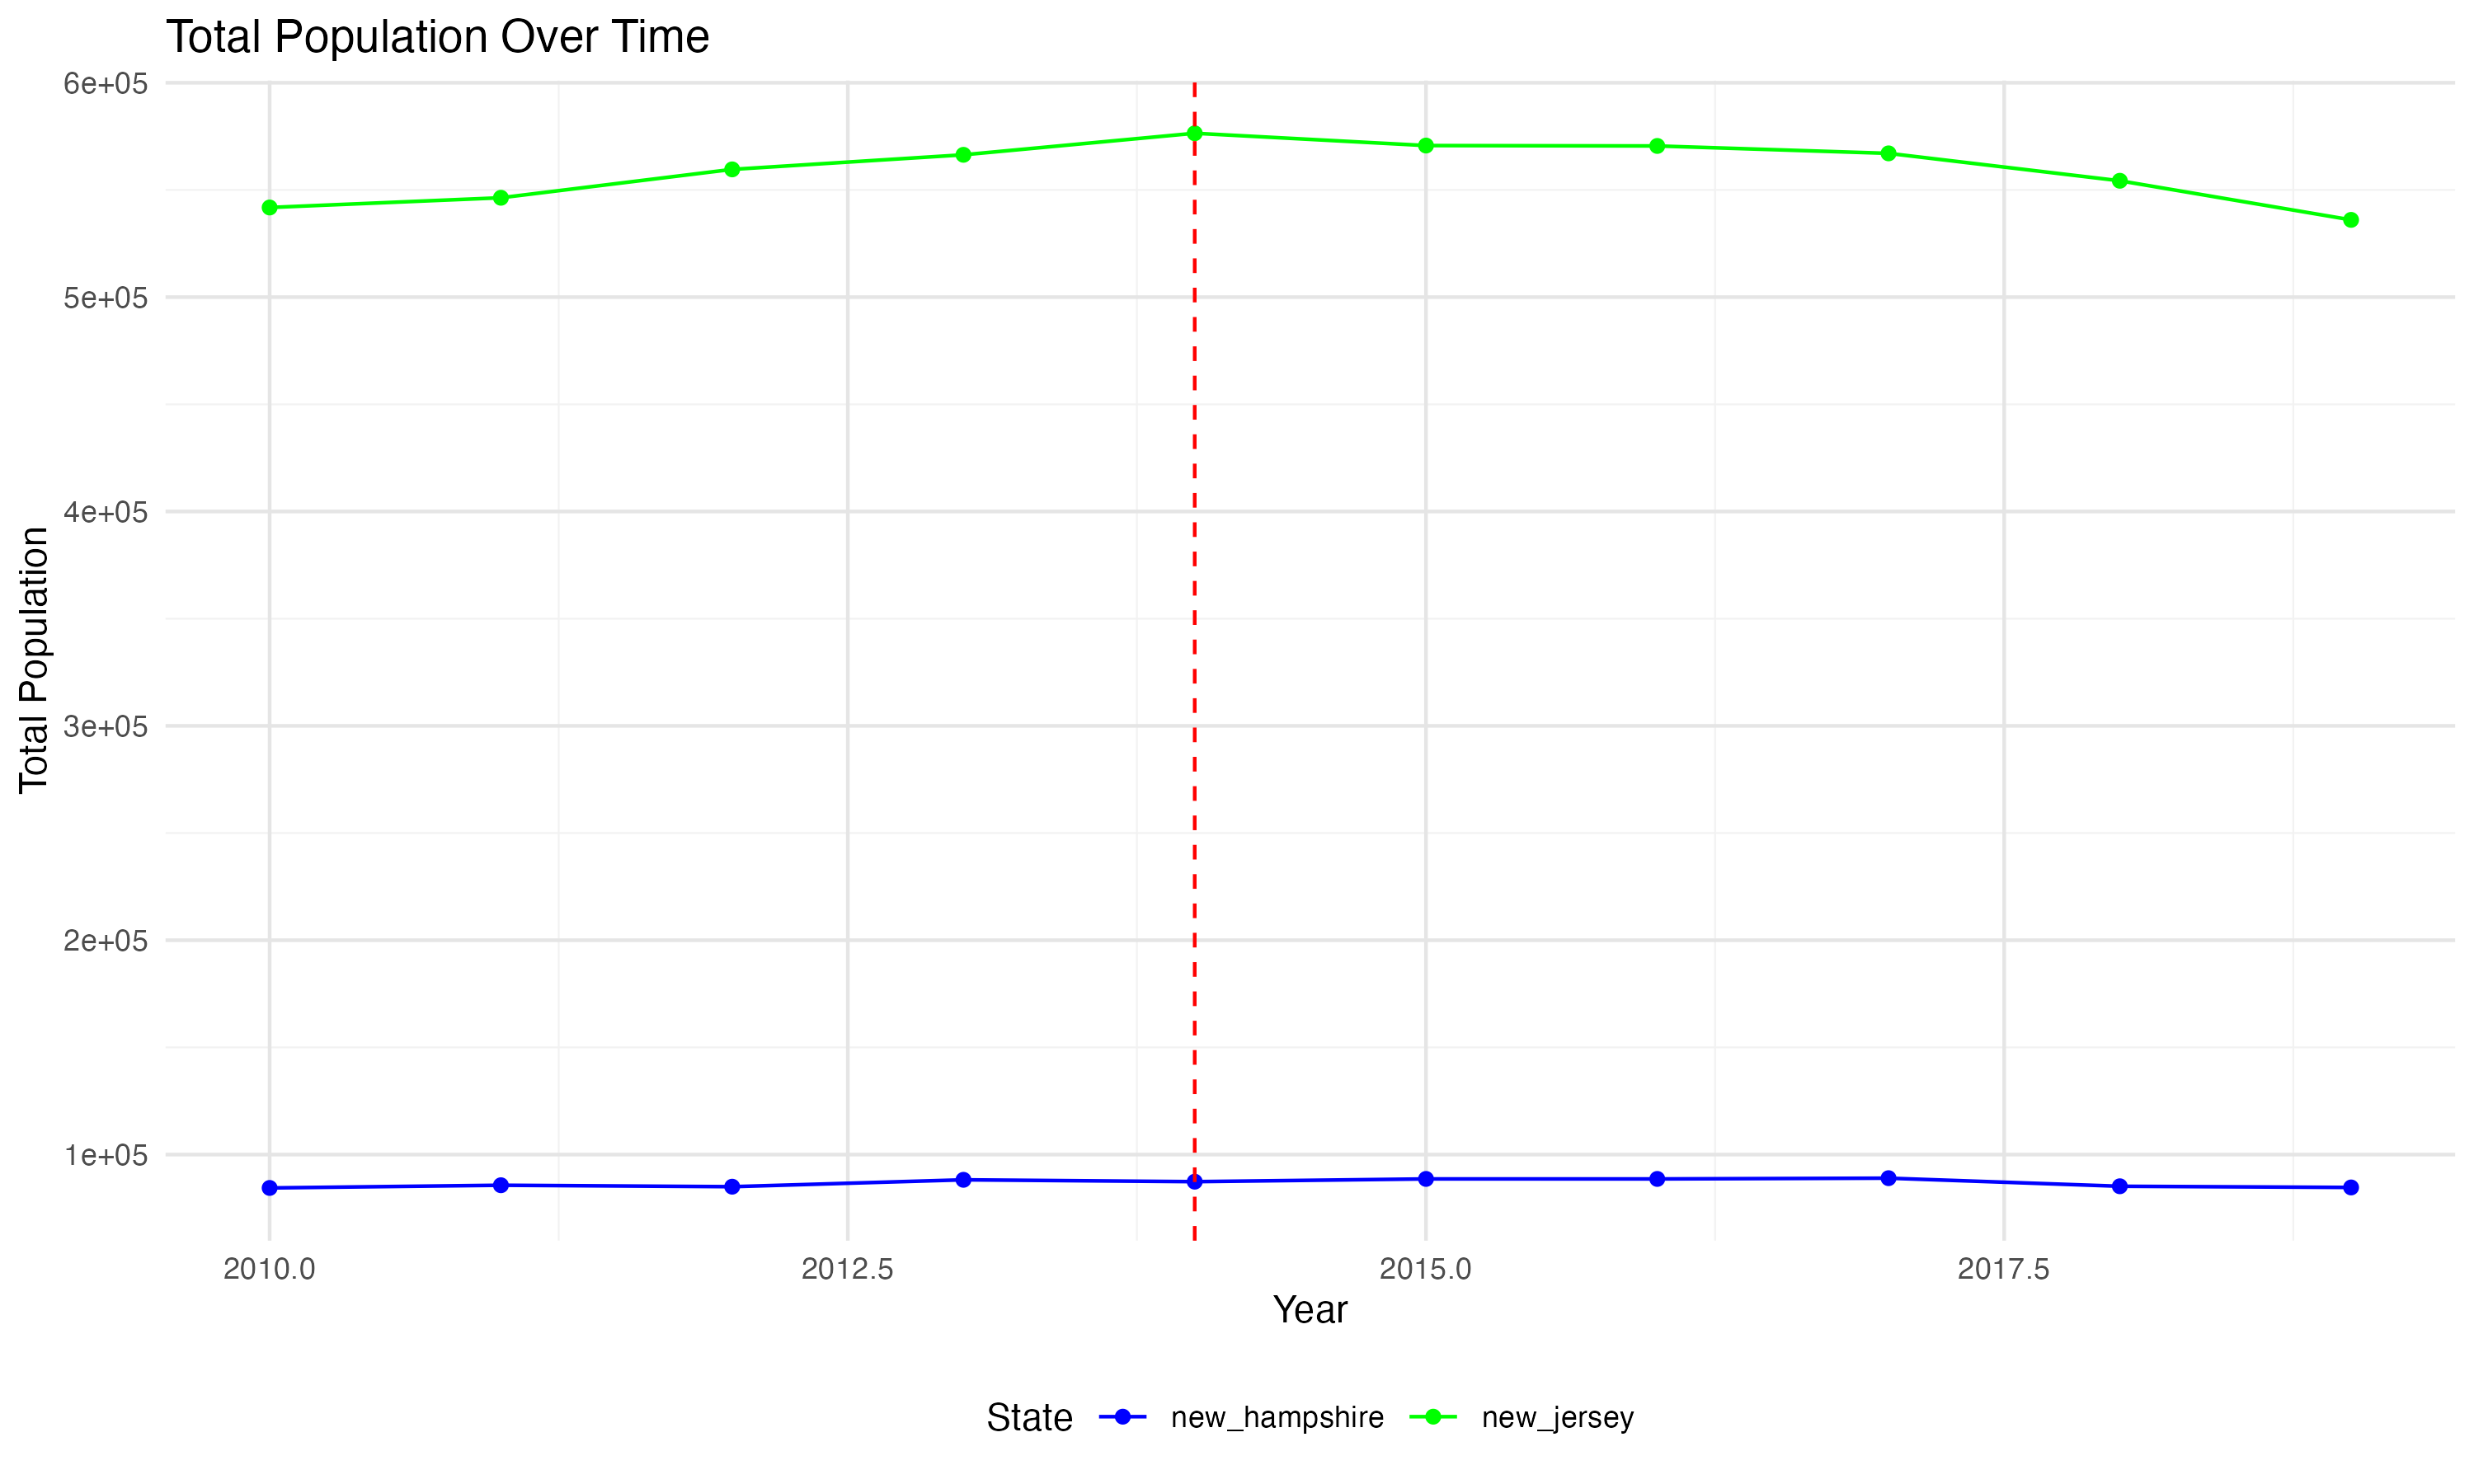 Total Population Over Time
Total Population
6e+05
5e+05
4e+05
3e+05
2e+05
1e+05
2010.0 2012.5 2015.0 2017.5
Year
State new_hampshire new_jersey